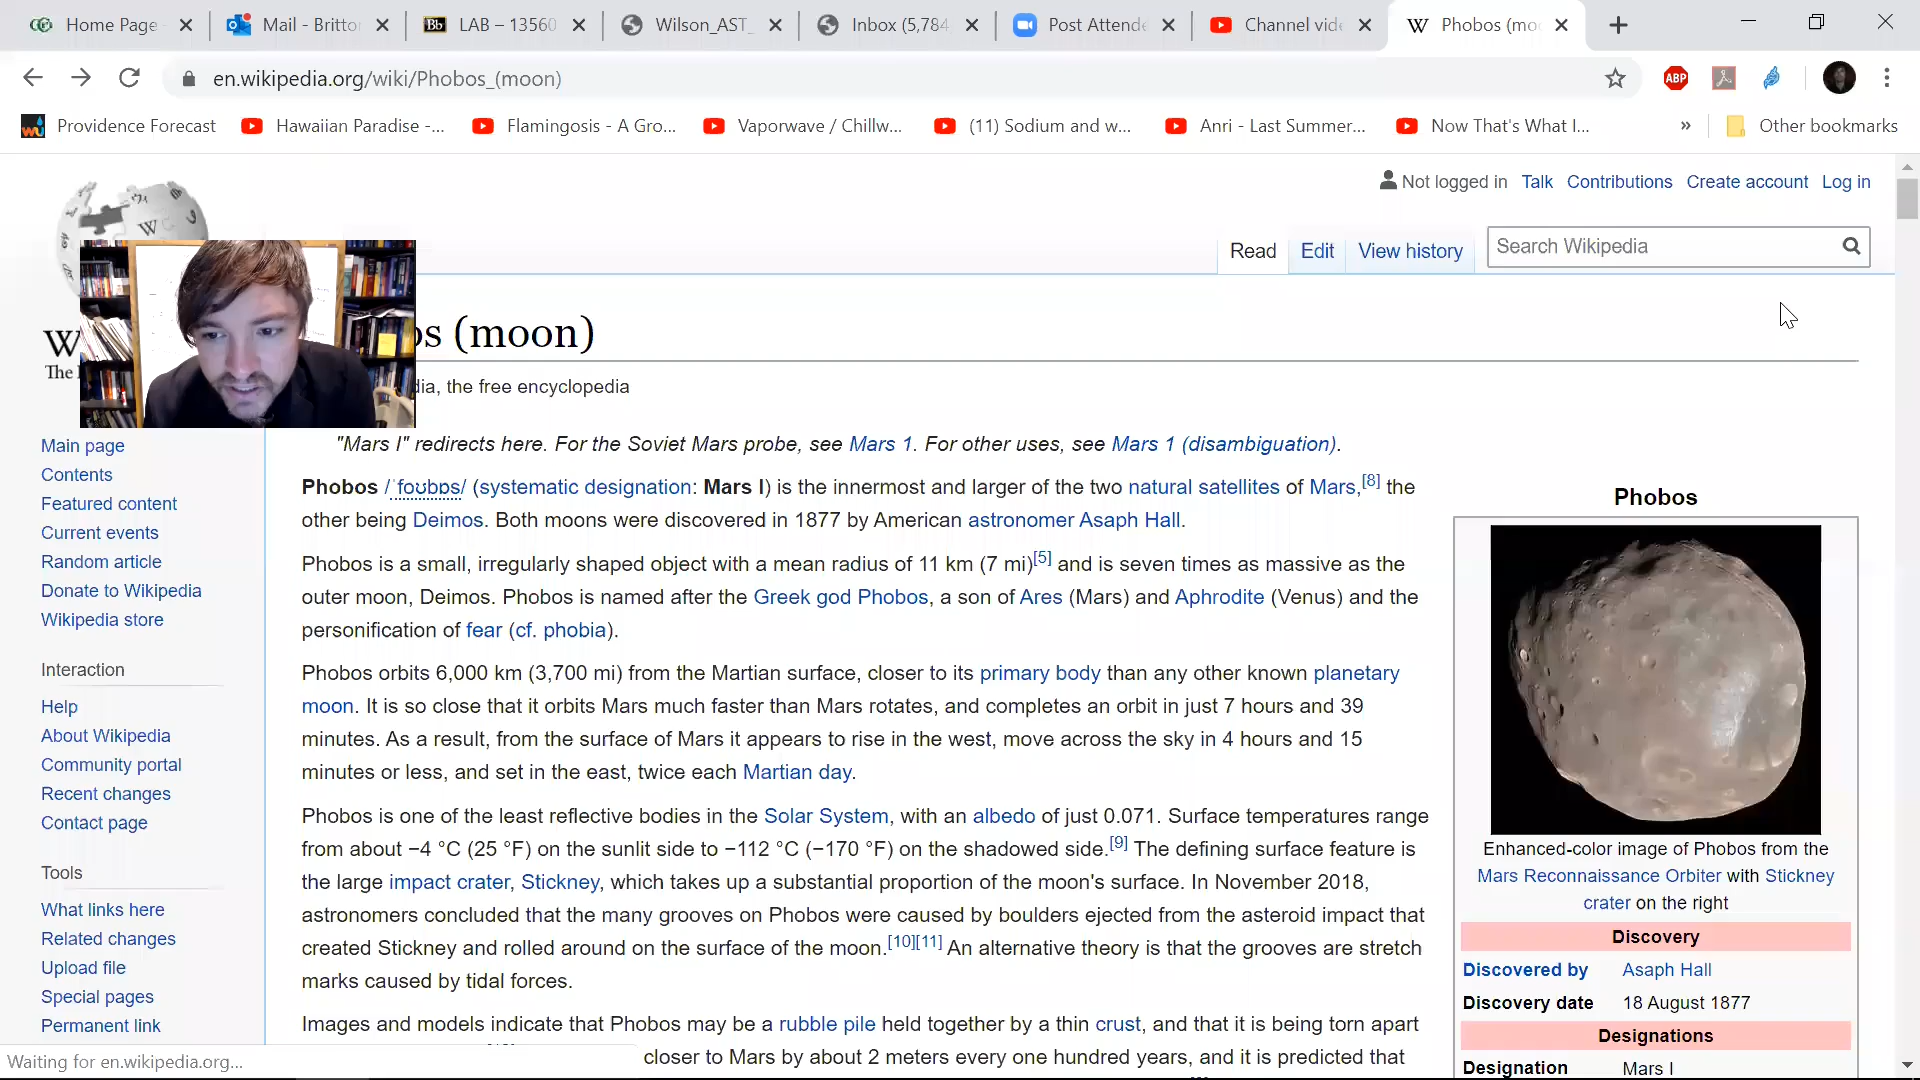 Home Page
Mail - Britto
LAB – 13560
Wilson_AST_
Inbox (5,784
Post Attende
Channel vide
Phobos (moo
en.wikipedia.org/wiki/Phobos_(moon)
ABP
Providence Forecast
Hawaiian Paradise -...
Flamingosis - A Gro...
Vaporwave / Chillw...
(11) Sodium and w...
Anri - Last Summer...
Now That's What I...
»
Other bookmarks
Not logged in Talk Contributions Create account Log in
Read Edit View history
Search Wikipedia
os (moon)
W
The
dia, the free encyclopedia
Main page
Contents
Featured content
Current events
Random article
Donate to Wikipedia
Wikipedia store
Interaction
Help
About Wikipedia
Community portal
Recent changes
Contact page
Tools
What links here
Related changes
Upload file
Special pages
Permanent link
"Mars I" redirects here. For the Soviet Mars probe, see Mars 1. For other uses, see Mars 1 (disambiguation).
Phobos /ˈfoʊbɒs/ (systematic designation: Mars I) is the innermost and larger of the two natural satellites of Mars,[8] the
other being Deimos. Both moons were discovered in 1877 by American astronomer Asaph Hall.
Phobos is a small, irregularly shaped object with a mean radius of 11 km (7 mi)[5] and is seven times as massive as the
outer moon, Deimos. Phobos is named after the Greek god Phobos, a son of Ares (Mars) and Aphrodite (Venus) and the
personification of fear (cf. phobia).
Phobos orbits 6,000 km (3,700 mi) from the Martian surface, closer to its primary body than any other known planetary
moon. It is so close that it orbits Mars much faster than Mars rotates, and completes an orbit in just 7 hours and 39
minutes. As a result, from the surface of Mars it appears to rise in the west, move across the sky in 4 hours and 15
minutes or less, and set in the east, twice each Martian day.
Phobos is one of the least reflective bodies in the Solar System, with an albedo of just 0.071. Surface temperatures range
from about −4 °C (25 °F) on the sunlit side to −112 °C (−170 °F) on the shadowed side.[9] The defining surface feature is
the large impact crater, Stickney, which takes up a substantial proportion of the moon's surface. In November 2018,
astronomers concluded that the many grooves on Phobos were caused by boulders ejected from the asteroid impact that
created Stickney and rolled around on the surface of the moon.[10][11] An alternative theory is that the grooves are stretch
marks caused by tidal forces.
Images and models indicate that Phobos may be a rubble pile held together by a thin crust, and that it is being torn apart
closer to Mars by about 2 meters every one hundred years, and it is predicted that
Phobos
Enhanced-color image of Phobos from the
Mars Reconnaissance Orbiter with Stickney
crater on the right
Discovery
Discovered by Asaph Hall
Discovery date 18 August 1877
Designations
Designation Mars I
Waiting for en.wikipedia.org...